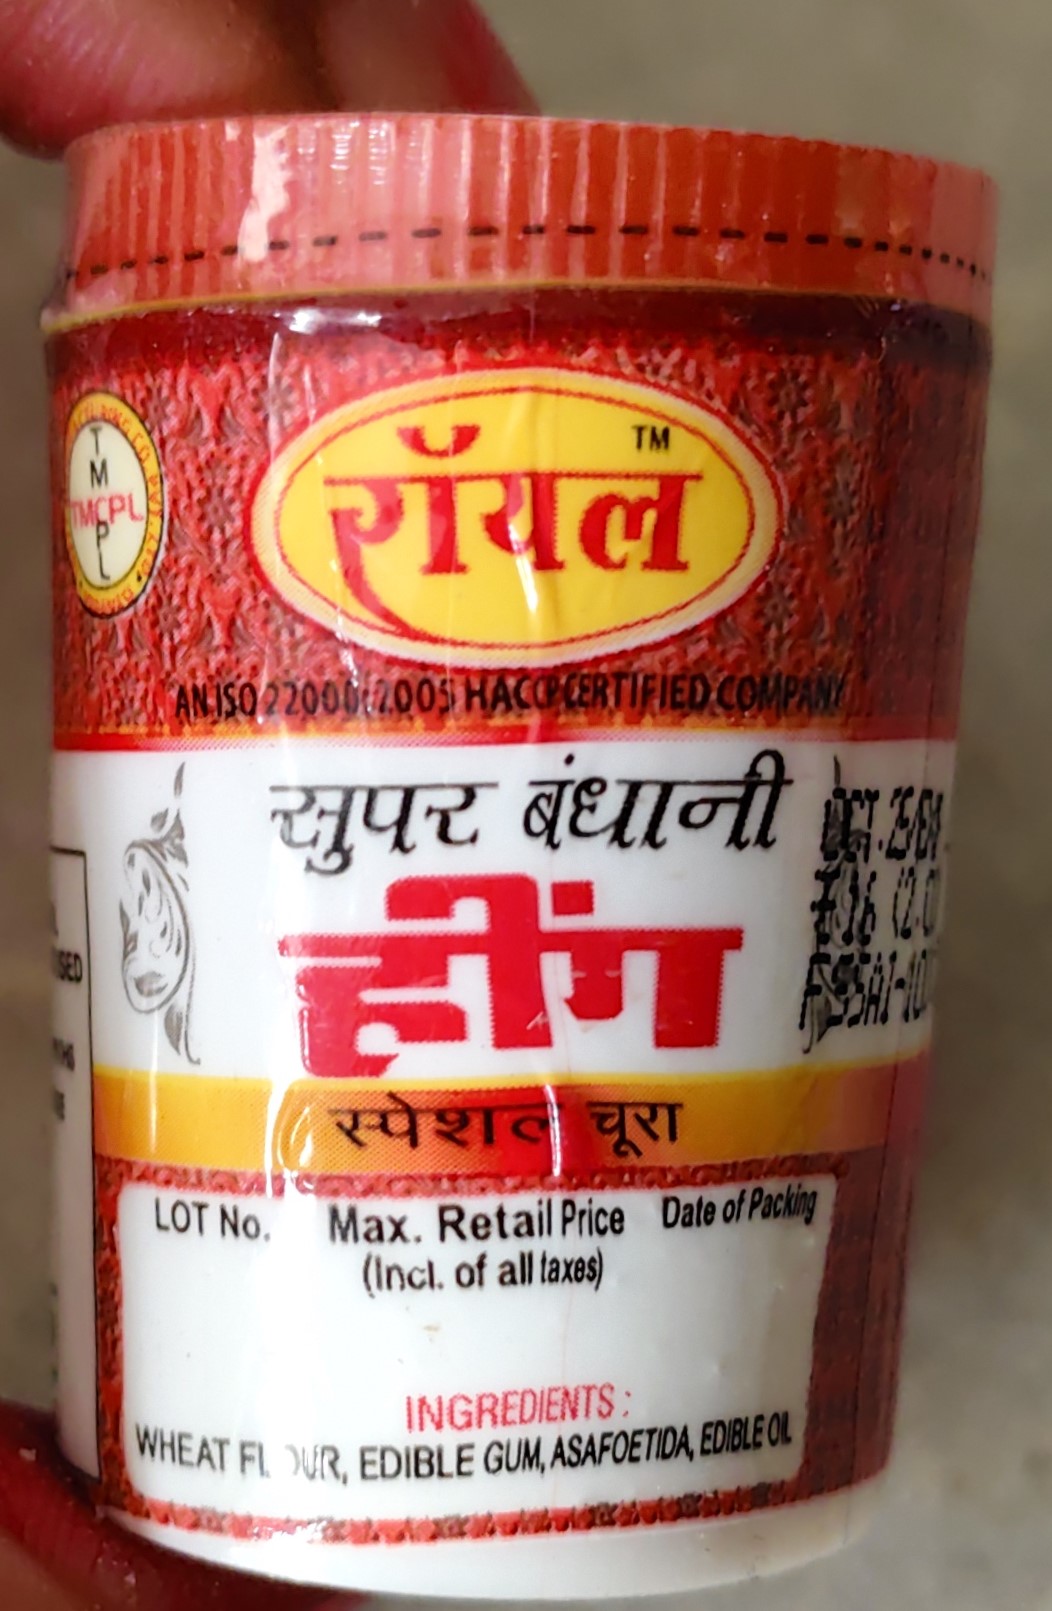 TMCPL
रॉयल TM
AN ISO 22000:2005 HACCP CERTIFIED COMPANY
सुपर बंधानी
हींग
स्पेशल चूरा
LOT No. Max. Retail Price Date of Packing
(Incl. of all taxes)
INGREDIENTS :
WHEAT FLOUR, EDIBLE GUM, ASAFOETIDA, EDIBLE OIL